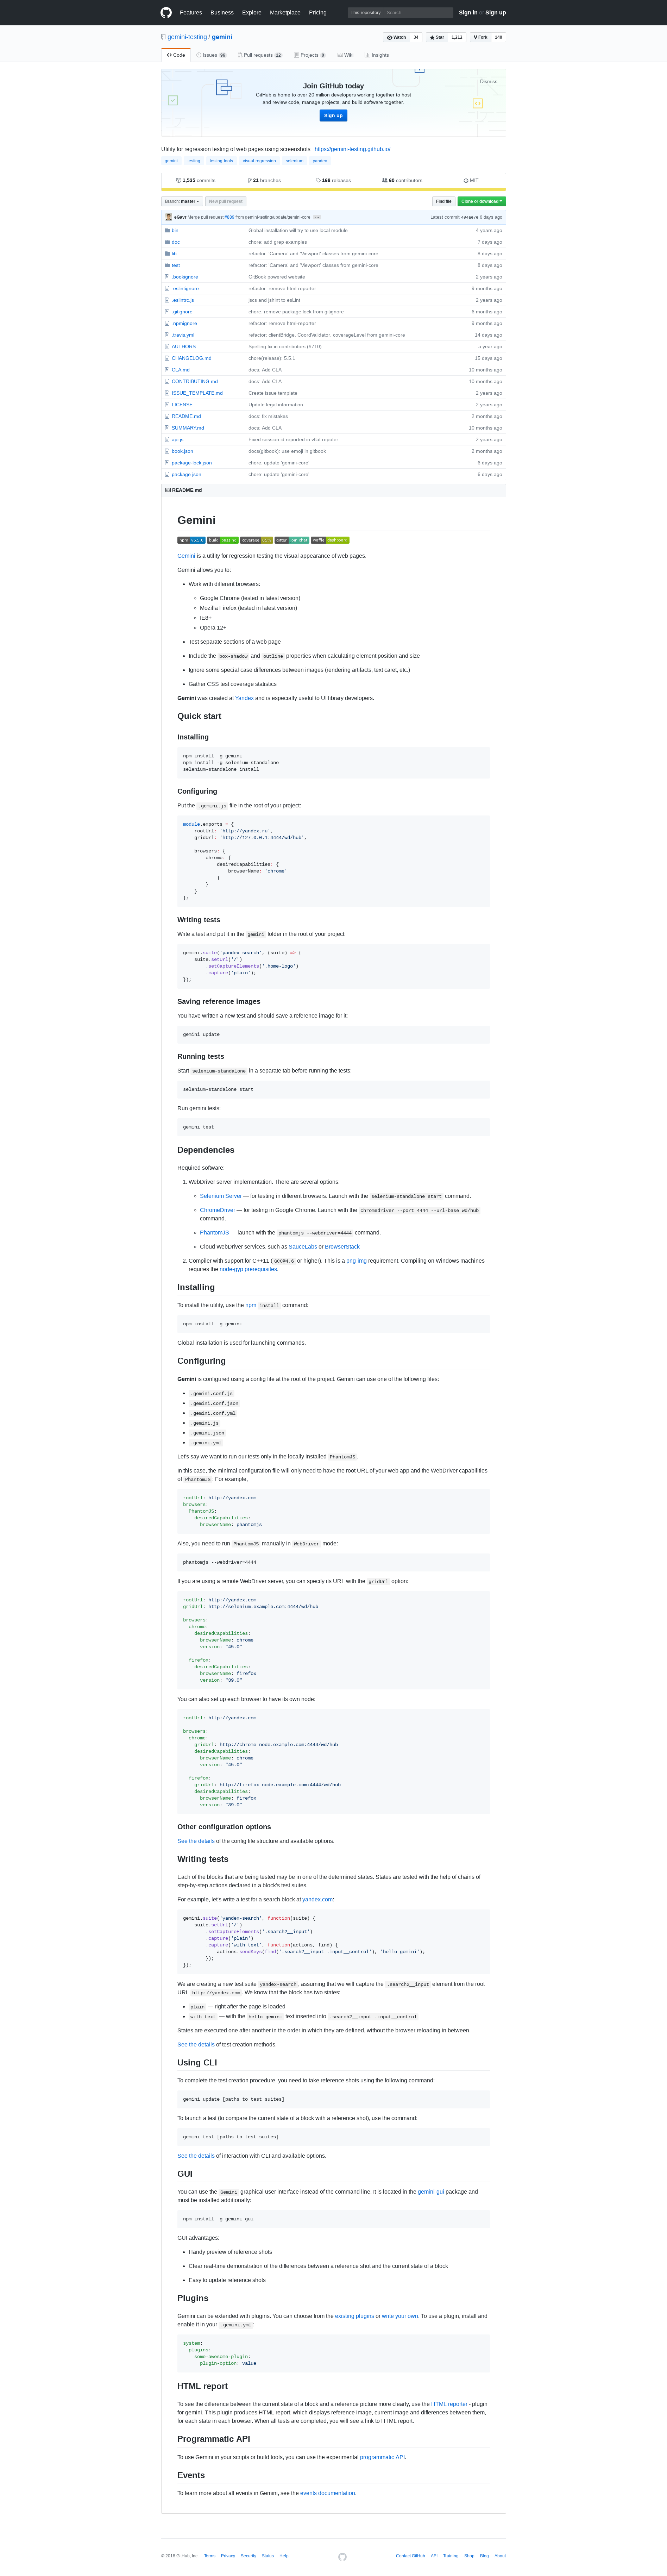 Features Business Explore Marketplace Pricing This repository Search Sign in or Sign up
gemini-testing / gemini Watch 34 Star 1,212 Fork 140
Code Issues 98 Pull requests 12 Projects 0 Wiki Insights
Dismiss
Join GitHub today
GitHub is home to over 20 million developers working together to host
and review code, manage projects, and build software together.
Sign up
Utility for regression testing of web pages using screenshots https://gemini-testing.github.io/
gemini testing testing-tools visual-regression selenium yandex
1,535 commits 21 branches 168 releases 60 contributors MIT
Branch: master New pull request Find file Clone or download
eGavr Merge pull request from gemini-testing/update/gemini-core Latest commit 6 days ago
bin Global installation will try to use local module 4 years ago
doc chore: add grep examples 7 days ago
lib refactor: 'Camera' and 'Viewport' classes from gemini-core 8 days ago
test refactor: 'Camera' and 'Viewport' classes from gemini-core 8 days ago
.bookignore GitBook powered website 2 years ago
.eslintignore refactor: remove html-reporter 9 months ago
.eslintrc.js jscs and jshint to esLint 2 years ago
.gitignore chore: remove package lock from gitignore 6 months ago
.npmignore refactor: remove html-reporter 9 months ago
.travis.yml refactor: clientBridge, CoordValidator, coverageLevel from gemini-core 14 days ago
AUTHORS Spelling fix in contributors (#710) a year ago
CHANGELOG.md chore(release): 5.5.1 15 days ago
CLA.md docs: Add CLA 10 months ago
CONTRIBUTING.md docs: Add CLA 10 months ago
ISSUE_TEMPLATE.md Create issue template 2 years ago
LICENSE Update legal information 2 years ago
README.md docs: fix mistakes 2 months ago
SUMMARY.md docs: Add CLA 10 months ago
api.js Fixed session id reported in vflat repoter 2 years ago
book.json docs(gitbook): use emoji in gitbook 2 months ago
package-lock.json chore: update 'gemini-core' 6 days ago
package.json chore: update 'gemini-core' 6 days ago
README.md
Gemini
npm v5.5.0 build passing coverage gitter join chat waffle dashboard
Gemini is a utility for regression testing the visual appearance of web pages.
Gemini allows you to:
Work with different browsers:
Google Chrome (tested in latest version)
Mozilla Firefox (tested in latest version)
IE8+
Opera 12+
Test separate sections of a web page
Include the box-shadow and outline properties when calculating element position and size
Ignore some special case differences between images (rendering artifacts, text caret, etc.)
Gather CSS test coverage statistics
Gemini was created at Yandex and is especially useful to UI library developers.
Quick start
Installing
npm install -g gemini
npm install -g selenium-standalone
selenium-standalone install
Configuring
Put the .gemini.js file in the root of your project:
module.exports = {
rootUrl: 'http://yandex.ru',
gridUrl: 'http://127.0.0.1:4444/wd/hub',
browsers: {
chrome: {
desiredCapabilities: {
browserName: 'chrome'
}
}
}
};
Writing tests
Write a test and put it in the gemini folder in the root of your project:
gemini.suite('yandex-search', (suite) => {
suite.setUrl('/')
.setCaptureElements('.home-logo')
.capture('plain');
});
Saving reference images
You have written a new test and should save a reference image for it:
gemini update
Running tests
Start selenium-standalone in a separate tab before running the tests:
selenium-standalone start
Run gemini tests:
gemini test
Dependencies
Required software:
1. WebDriver server implementation. There are several options:
Selenium Server — for testing in different browsers. Launch with the selenium-standalone start command.
ChromeDriver — for testing in Google Chrome. Launch with the chromedriver --port=4444 --url-base=wd/hub
command.
PhantomJS — launch with the phantomjs --webdriver=4444 command.
Cloud WebDriver services, such as SauceLabs or BrowserStack
2. Compiler with support for C++11 ( GCC@4.6 or higher). This is a png-img requirement. Compiling on Windows machines
requires the node-gyp prerequisites.
Installing
To install the utility, use the npm install command:
npm install -g gemini
Global installation is used for launching commands.
Configuring
Gemini is configured using a config file at the root of the project. Gemini can use one of the following files:
.gemini.conf.js
.gemini.conf.json
.gemini.conf.yml
.gemini.js
.gemini.json
.gemini.yml
Let's say we want to run our tests only in the locally installed PhantomJS .
In this case, the minimal configuration file will only need to have the root URL of your web app and the WebDriver capabilities
of PhantomJS : For example,
rootUrl: http://yandex.com
browsers:
PhantomJS:
desiredCapabilities:
browserName: phantomjs
Also, you need to run PhantomJS manually in WebDriver mode:
phantomjs --webdriver=4444
If you are using a remote WebDriver server, you can specify its URL with the gridUrl option:
rootUrl: http://yandex.com
gridUrl: http://selenium.example.com:4444/wd/hub
browsers:
chrome:
desiredCapabilities:
browserName: chrome
version: "45.0"
firefox:
desiredCapabilities:
browserName: firefox
version: "39.0"
You can also set up each browser to have its own node:
rootUrl: http://yandex.com
browsers:
chrome:
gridUrl: http://chrome-node.example.com:4444/wd/hub
desiredCapabilities:
browserName: chrome
version: "45.0"
firefox:
gridUrl: http://firefox-node.example.com:4444/wd/hub
desiredCapabilities:
browserName: firefox
version: "39.0"
Other configuration options
See the details of the config file structure and available options.
Writing tests
Each of the blocks that are being tested may be in one of the determined states. States are tested with the help of chains of
step-by-step actions declared in a block's test suites.
For example, let's write a test for a search block at yandex.com:
gemini.suite('yandex-search', function(suite) {
suite.setUrl('/')
.setCaptureElements('.search2__input')
.capture('plain')
.capture('with text', function(actions, find) {
actions.sendKeys(find('.search2__input .input__control'), 'hello gemini');
});
});
We are creating a new test suite yandex-search , assuming that we will capture the .search2__input element from the root
URL http://yandex.com . We know that the block has two states:
plain — right after the page is loaded
with text — with the hello gemini text inserted into .search2__input .input__control
States are executed one after another in the order in which they are defined, without the browser reloading in between.
See the details of test creation methods.
Using CLI
To complete the test creation procedure, you need to take reference shots using the following command:
gemini update [paths to test suites]
To launch a test (to compare the current state of a block with a reference shot), use the command:
gemini test [paths to test suites]
See the details of interaction with CLI and available options.
GUI
You can use the Gemini graphical user interface instead of the command line. It is located in the gemini-gui package and
must be installed additionally:
npm install -g gemini-gui
GUI advantages:
Handy preview of reference shots
Clear real-time demonstration of the differences between a reference shot and the current state of a block
Easy to update reference shots
Plugins
Gemini can be extended with plugins. You can choose from the existing plugins or write your own. To use a plugin, install and
enable it in your .gemini.yml :
system:
plugins:
some-awesome-plugin:
plugin-option: value
HTML report
To see the difference between the current state of a block and a reference picture more clearly, use the HTML reporter - plugin
for gemini. This plugin produces HTML report, which displays reference image, current image and differences between them,
for each state in each browser. When all tests are completed, you will see a link to HTML report.
Programmatic API
To use Gemini in your scripts or build tools, you can use the experimental programmatic API.
Events
To learn more about all events in Gemini, see the events documentation.
© 2018 GitHub, Inc. Terms Privacy Security Status Help Contact GitHub API Training Shop Blog About